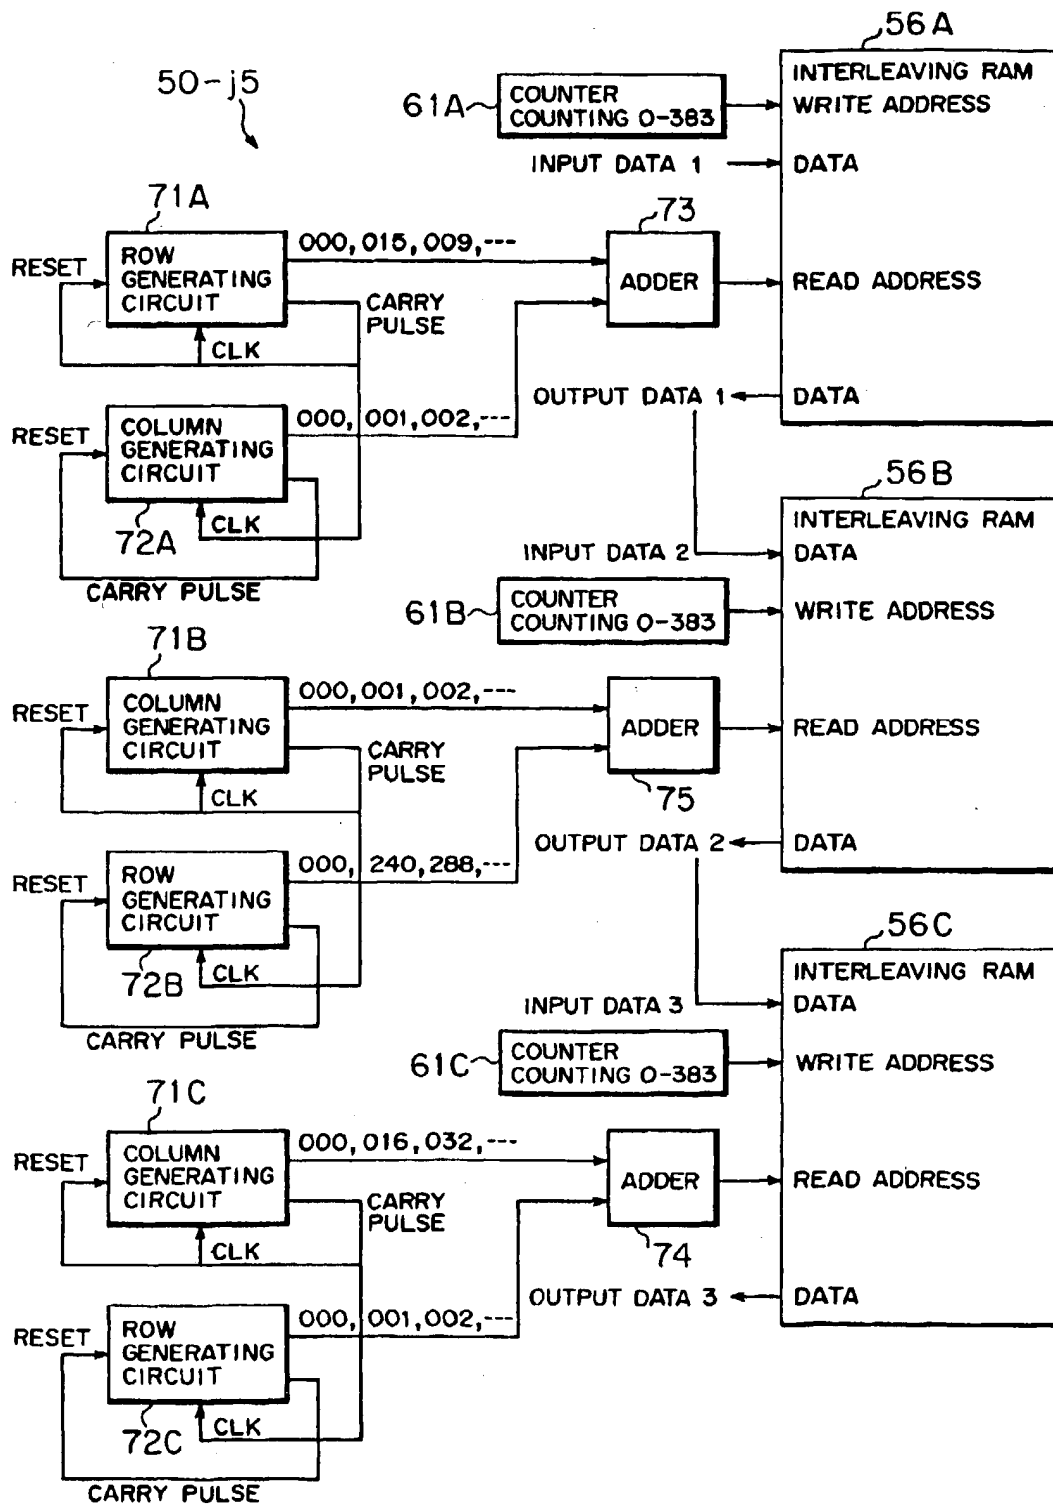 50-j5
56A
INTERLEAVING RAM
61A
COUNTER
COUNTING 0-383
WRITE ADDRESS
INPUT DATA 1
DATA
71A
ROW
GENERATING
CIRCUIT
RESET
000, 015, 009, ---
CARRY
PULSE
CLK
73
ADDER
READ ADDRESS
OUTPUT DATA 1
DATA
RESET
COLUMN
GENERATING
CIRCUIT
000, 001, 002, ---
72A
CLK
CARRY PULSE
56B
INTERLEAVING RAM
INPUT DATA 2
DATA
61B
COUNTER
COUNTING 0-383
WRITE ADDRESS
71B
COLUMN
GENERATING
CIRCUIT
RESET
000, 001, 002, ---
CARRY
PULSE
CLK
ADDER
75
READ ADDRESS
OUTPUT DATA 2
DATA
RESET
ROW
GENERATING
CIRCUIT
000, 240, 288, ---
72B
CLK
CARRY PULSE
56C
INTERLEAVING RAM
INPUT DATA 3
DATA
61C
COUNTER
COUNTING 0-383
WRITE ADDRESS
71C
COLUMN
GENERATING
CIRCUIT
RESET
000, 016, 032, ---
CARRY
PULSE
CLK
ADDER
74
READ ADDRESS
OUTPUT DATA 3
DATA
RESET
ROW
GENERATING
CIRCUIT
000, 001, 002, ---
72C
CLK
CARRY PULSE